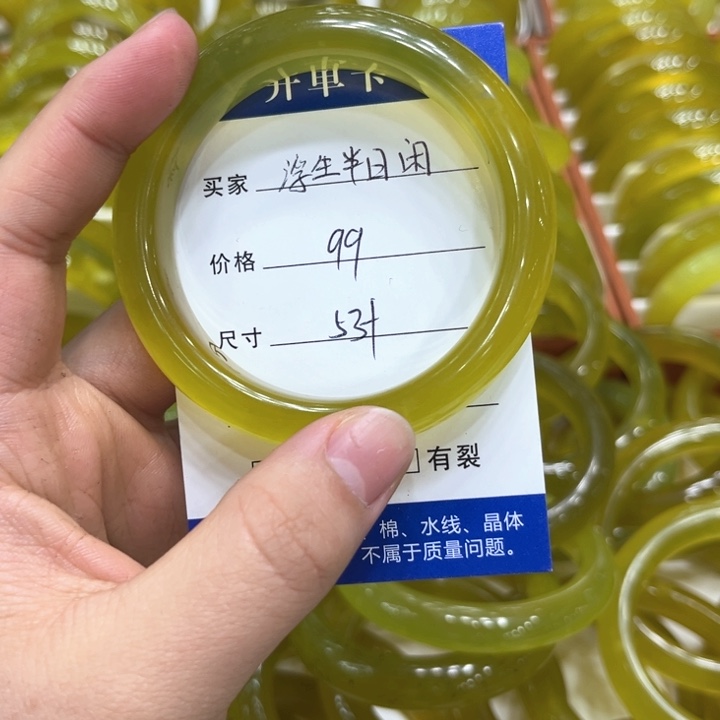 开单卡
买家 浮生半日闲
价格 99
尺寸 53+
有裂
棉、水线、晶体
不属于质量问题。